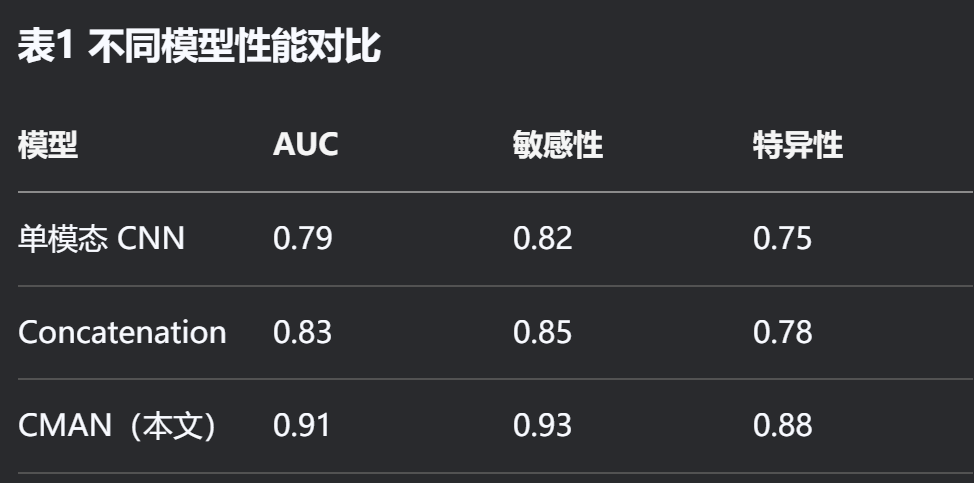 表1 不同模型性能对比
模型 AUC 敏感性 特异性
单模态 CNN 0.79 0.82 0.75
Concatenation 0.83 0.85 0.78
CMAN（本文） 0.91 0.93 0.88